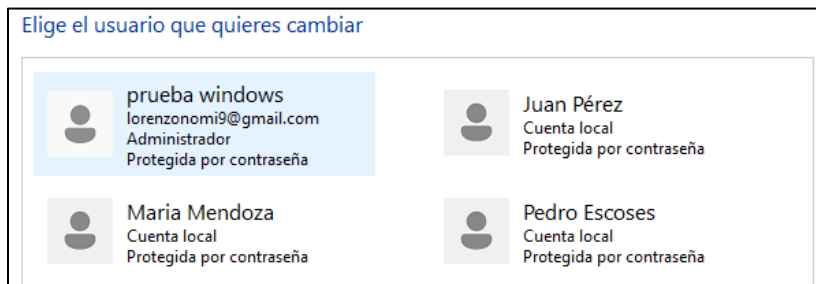 Elige el usuario que quieres cambiar
prueba windows
lorenzonomi9@gmail.com
Administrador
Protegida por contraseña
Juan Pérez
Cuenta local
Protegida por contraseña
Maria Mendoza
Cuenta local
Protegida por contraseña
Pedro Escoses
Cuenta local
Protegida por contraseña